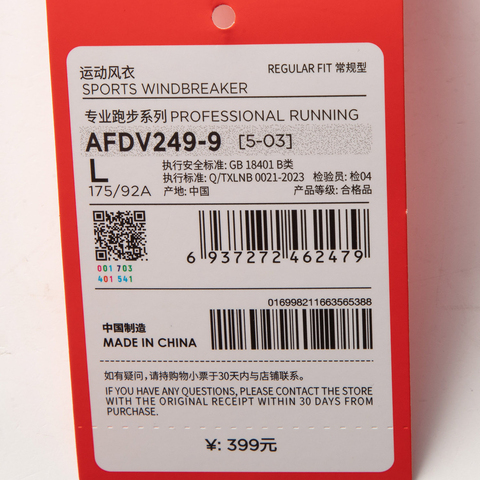 运动风衣
SPORTS WINDBREAKER
REGULAR FIT 常规型
专业跑步系列 PROFESSIONAL RUNNING
AFDV249-9 [5-03]
L
175/92A
执行安全标准: GB 18401 B类
执行标准: Q/TXLNB 0021-2023 检验员: 检04
产地: 中国 产品等级: 合格品
001 703
401 541
6 937272 462479
016998211663565388
中国制造
MADE IN CHINA
如有疑问，请持购物小票于30天内与店铺联系。
IF YOU HAVE ANY QUESTIONS, PLEASE CONTACT THE STORE
WITH THE ORIGINAL RECEIPT WITHIN 30 DAYS FROM
PURCHASE.
¥: 399元